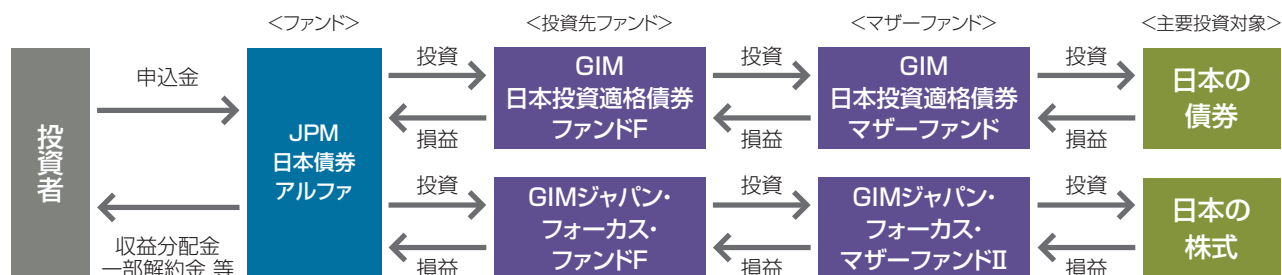 <ファンド>
<投資先ファンド>
<マザーファンド>
<主要投資対象>
投資者
申込金
収益分配金
一部解約金 等
JPM
日本債券
アルファ
投資
損益
GIM
日本投資適格債券
ファンドF
投資
損益
GIM
日本投資適格債券
マザーファンド
投資
損益
日本の
債券
投資
損益
GIMジャパン・
フォーカス・
ファンドF
投資
損益
GIMジャパン・
フォーカス・
マザーファンドII
投資
損益
日本の
株式